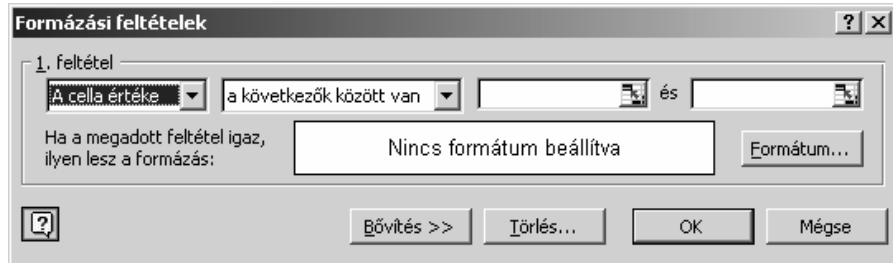 Formázási feltételek
1. feltétel
A cella értéke a következők között van és
Ha a megadott feltétel igaz,
ilyen lesz a formázás:
Nincs formátum beállítva
Formátum...
Bővítés >> Törlés... OK Mégse